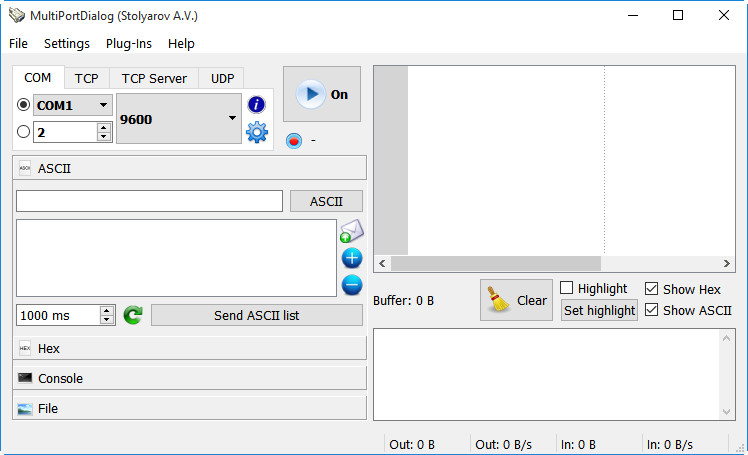 MultiPortDialog (Stolyarov A.V.)
File Settings Plug-Ins Help
COM TCP TCP Server UDP
COM1
9600
2
On
-
ASCII
ASCII
1000 ms
Send ASCII list
HEX Hex
Console
File
Buffer: 0 B
Clear
Highlight
Set highlight
Show Hex
Show ASCII
Out: 0 B Out: 0 B/s In: 0 B In: 0 B/s